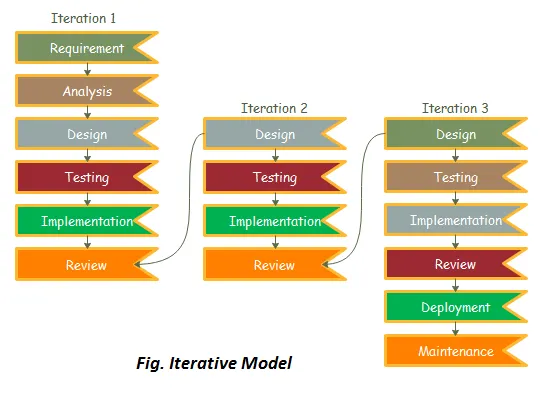 Iteration 1
Requirement
Analysis
Design
Testing
Implementation
Review
Iteration 2
Design
Testing
Implementation
Review
Iteration 3
Design
Testing
Implementation
Review
Deployment
Maintenance
Fig. Iterative Model